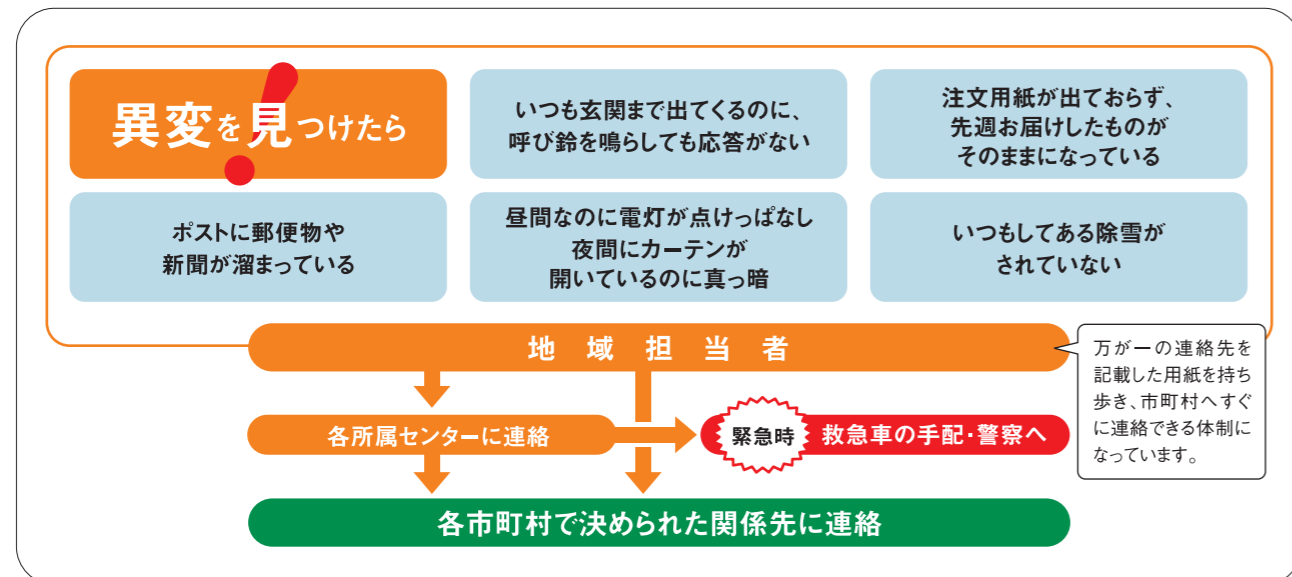 異変を見つけたら
いつも玄関まで出てくるのに、
呼び鈴を鳴らしても応答がない
注文用紙が出ておらず、
先週お届けしたものが
そのままになっている
ポストに郵便物や
新聞が溜まっている
昼間なのに電灯が点けっぱなし
夜間にカーテンが
開いているのに真っ暗
いつもしてある除雪が
されていない
地域担当者
万が一の連絡先を
記載した用紙を持ち
歩き、市町村へすぐ
に連絡できる体制に
なっています。
各所属センターに連絡
緊急時
救急車の手配・警察へ
各市町村で決められた関係先に連絡